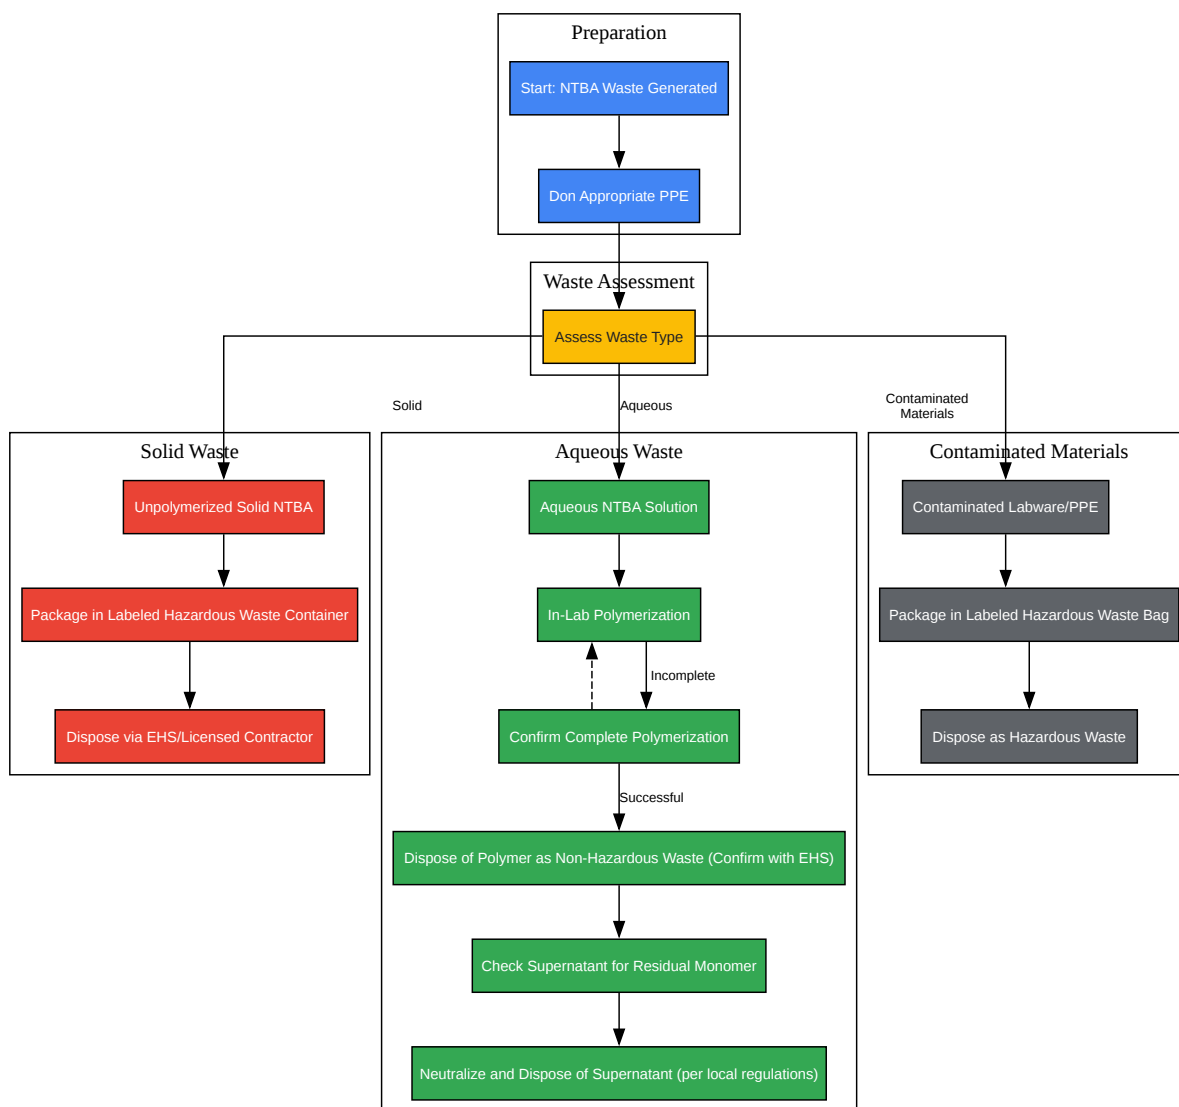 Preparation
Start: NTBA Waste Generated
Don Appropriate PPE
Waste Assessment
Assess Waste Type
Solid
Aqueous
Contaminated
Materials
Solid Waste
Unpolymerized Solid NTBA
Package in Labeled Hazardous Waste Container
Dispose via EHS/Licensed Contractor
Aqueous Waste
Aqueous NTBA Solution
In-Lab Polymerization
Incomplete
Confirm Complete Polymerization
Successful
Dispose of Polymer as Non-Hazardous Waste (Confirm with EHS)
Check Supernatant for Residual Monomer
Neutralize and Dispose of Supernatant (per local regulations)
Contaminated Materials
Contaminated Labware/PPE
Package in Labeled Hazardous Waste Bag
Dispose as Hazardous Waste